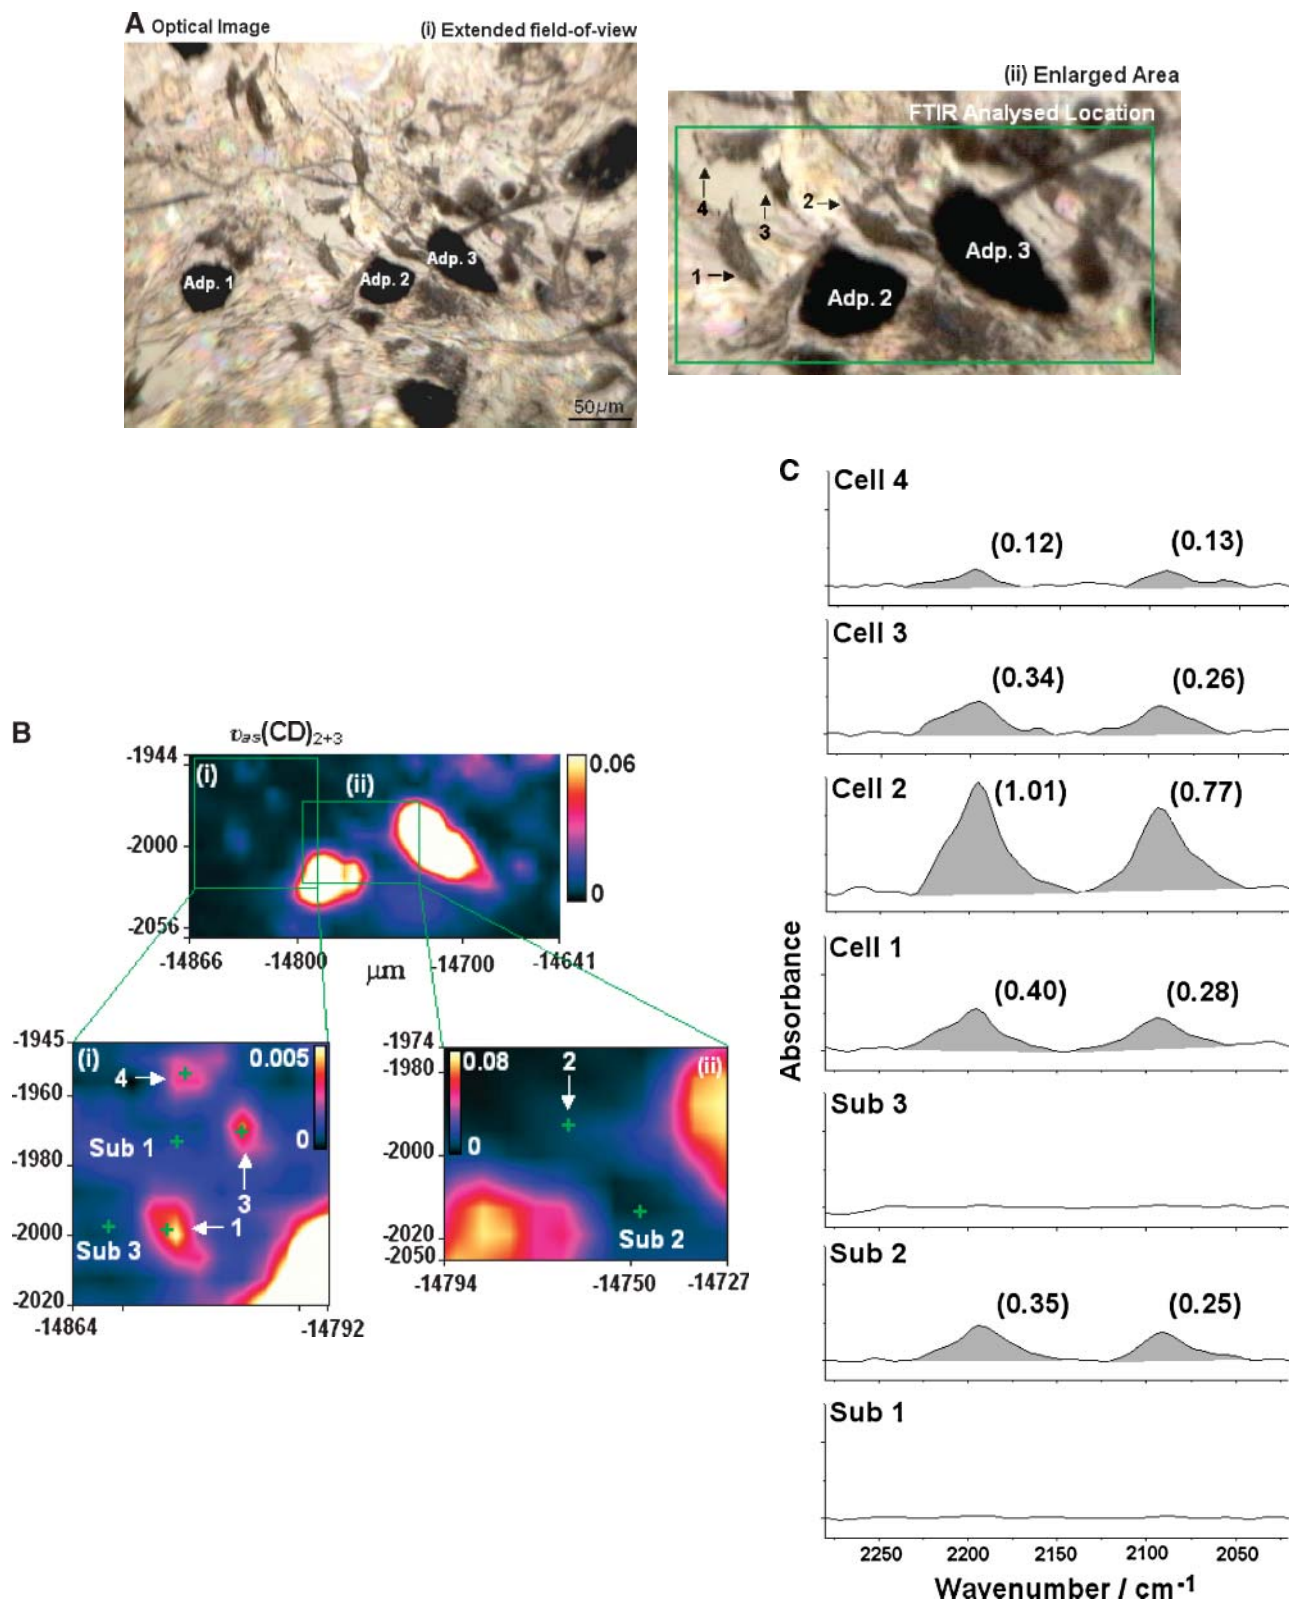 A Optical Image
(i) Extended field-of-view
Adp. 1
Adp. 2
Adp. 3
50µm
(ii) Enlarged Area
FTIR Analysed Location
4
3
2
1
Adp. 2
Adp. 3
B
υas(CD)2+3
-1944
-2000
-2056
(i)
(ii)
0.06
0
-14866
-14800
µm
-14700
-14641
-1945
-1960
-1980
-2000
-2020
(i)
0.005
0
4
Sub 1
3
1
Sub 3
-14864
-14792
-1974
-1980
-2000
-2020
-2050
0.08
0
2
(ii)
Sub 2
-14794
-14750
-14727
C
Absorbance
Cell 4
(0.12)
(0.13)
Cell 3
(0.34)
(0.26)
Cell 2
(1.01)
(0.77)
Cell 1
(0.40)
(0.28)
Sub 3
Sub 2
(0.35)
(0.25)
Sub 1
2250
2200
2150
2100
2050
Wavenumber / cm-1